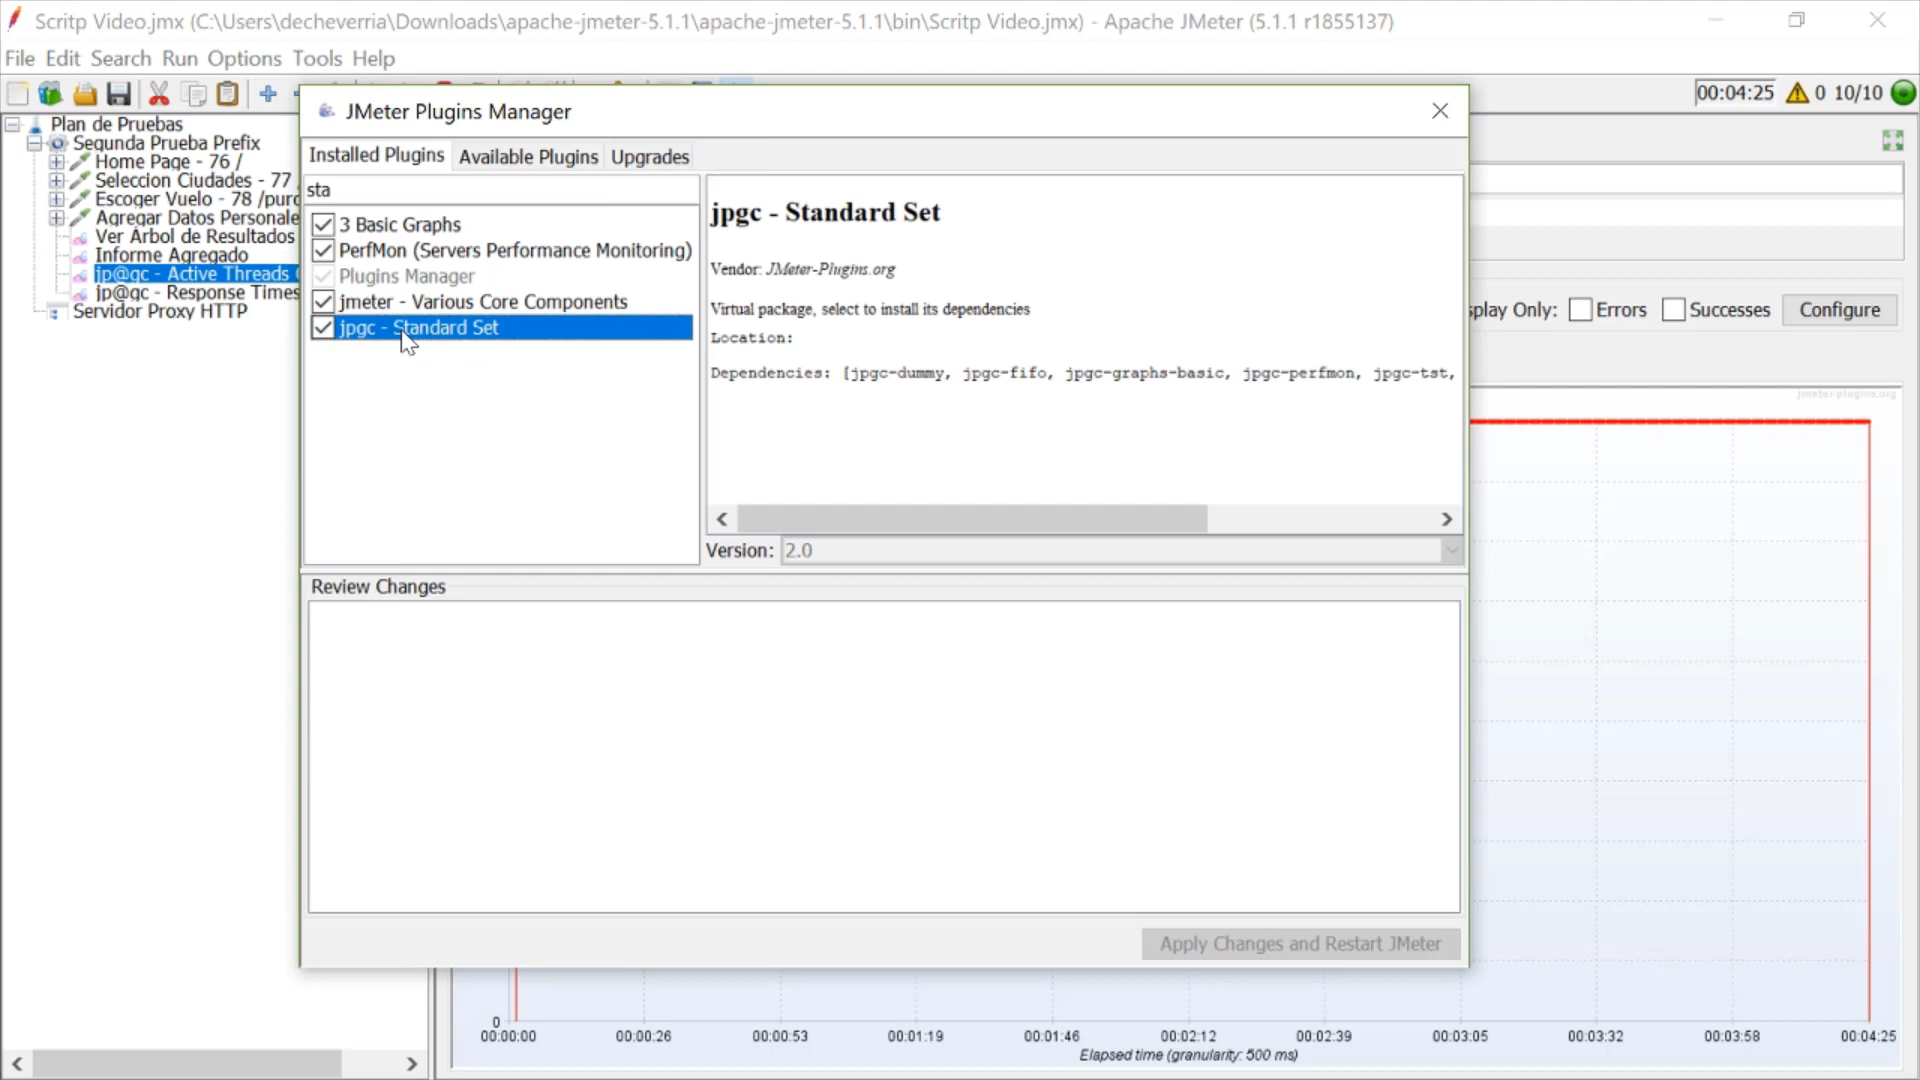 Scritp Video.jmx (C:\Users\decheverria\Downloads\apache-jmeter-5.1.1\apache-jmeter-5.1.1\bin\Scritp Video.jmx) - Apache JMeter (5.1.1 r1855137)
File Edit Search Run Options Tools Help
00:04:25 0 10/10
JMeter Plugins Manager
Plan de Pruebas
Segunda Prueba Prefix
Home Page - 76 /
Seleccion Ciudades - 77
Escoger Vuelo - 78 /purc
Agregar Datos Personale
Ver Árbol de Resultados
Informe Agregado
jp@gc - Active Threads
jp@gc - Response Times
Servidor Proxy HTTP
Installed Plugins Available Plugins Upgrades
sta
3 Basic Graphs
PerfMon (Servers Performance Monitoring)
Plugins Manager
jmeter - Various Core Components
jpgc - Standard Set
jpgc - Standard Set
Vendor: JMeter-Plugins.org
Virtual package, select to install its dependencies
Location:
Dependencies: [jpgc-dummy, jpgc-fifo, jpgc-graphs-basic, jpgc-perfmon, jpgc-tst,
Version: 2.0
splay Only: Errors Successes Configure
jmeter-plugins.org
Review Changes
Apply Changes and Restart JMeter
0
00:00:00 00:00:26 00:00:53 00:01:19 00:01:46 00:02:12 00:02:39 00:03:05 00:03:32 00:03:58 00:04:25
Elapsed time (granularity: 500 ms)